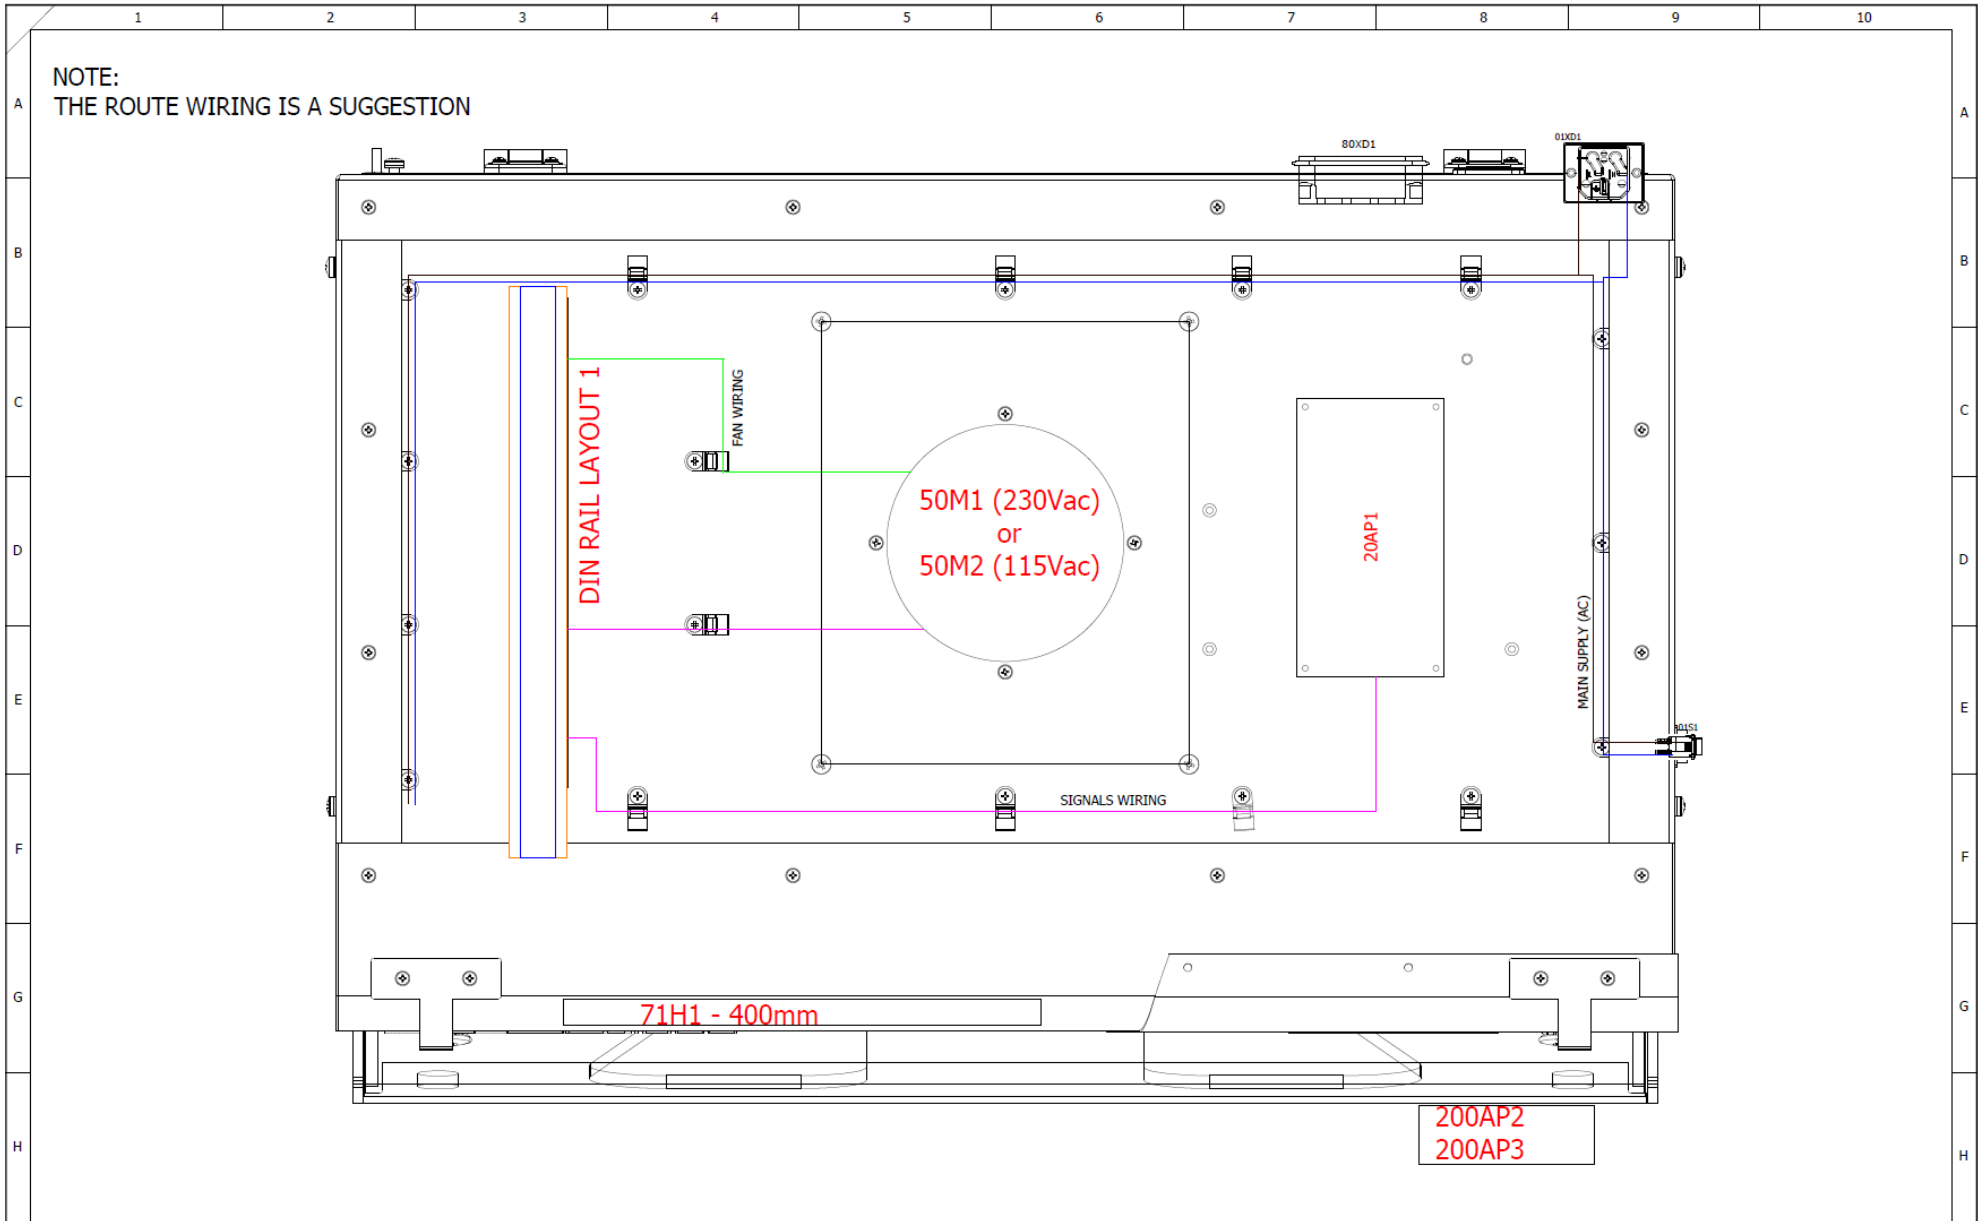 1 2 3 4 5 6 7 8 9 10
NOTE:
THE ROUTE WIRING IS A SUGGESTION
A A
80XD1
01XD1
B B
C C
FAN WIRING
DIN RAIL LAYOUT 1
50M1 (230Vac)
or
50M2 (115Vac)
20AP1
D D
MAIN SUPPLY (AC)
E E
01S1
SIGNALS WIRING
F F
G G
71H1 - 400mm
200AP2
200AP3
H H